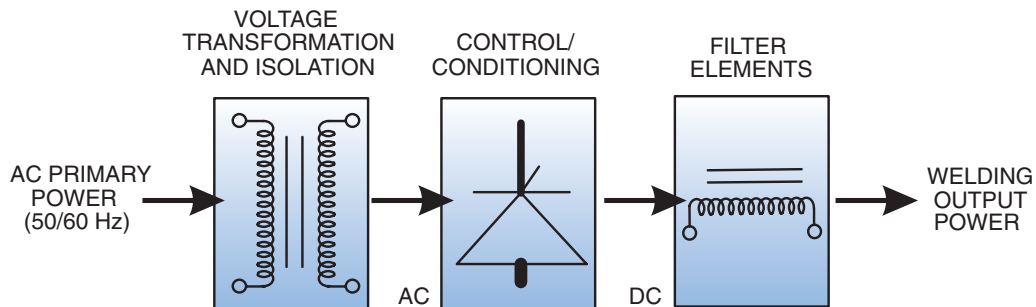 VOLTAGE
TRANSFORMATION
AND ISOLATION
CONTROL/
CONDITIONING
FILTER
ELEMENTS
AC PRIMARY
POWER
(50/60 Hz)
AC
DC
WELDING
OUTPUT
POWER